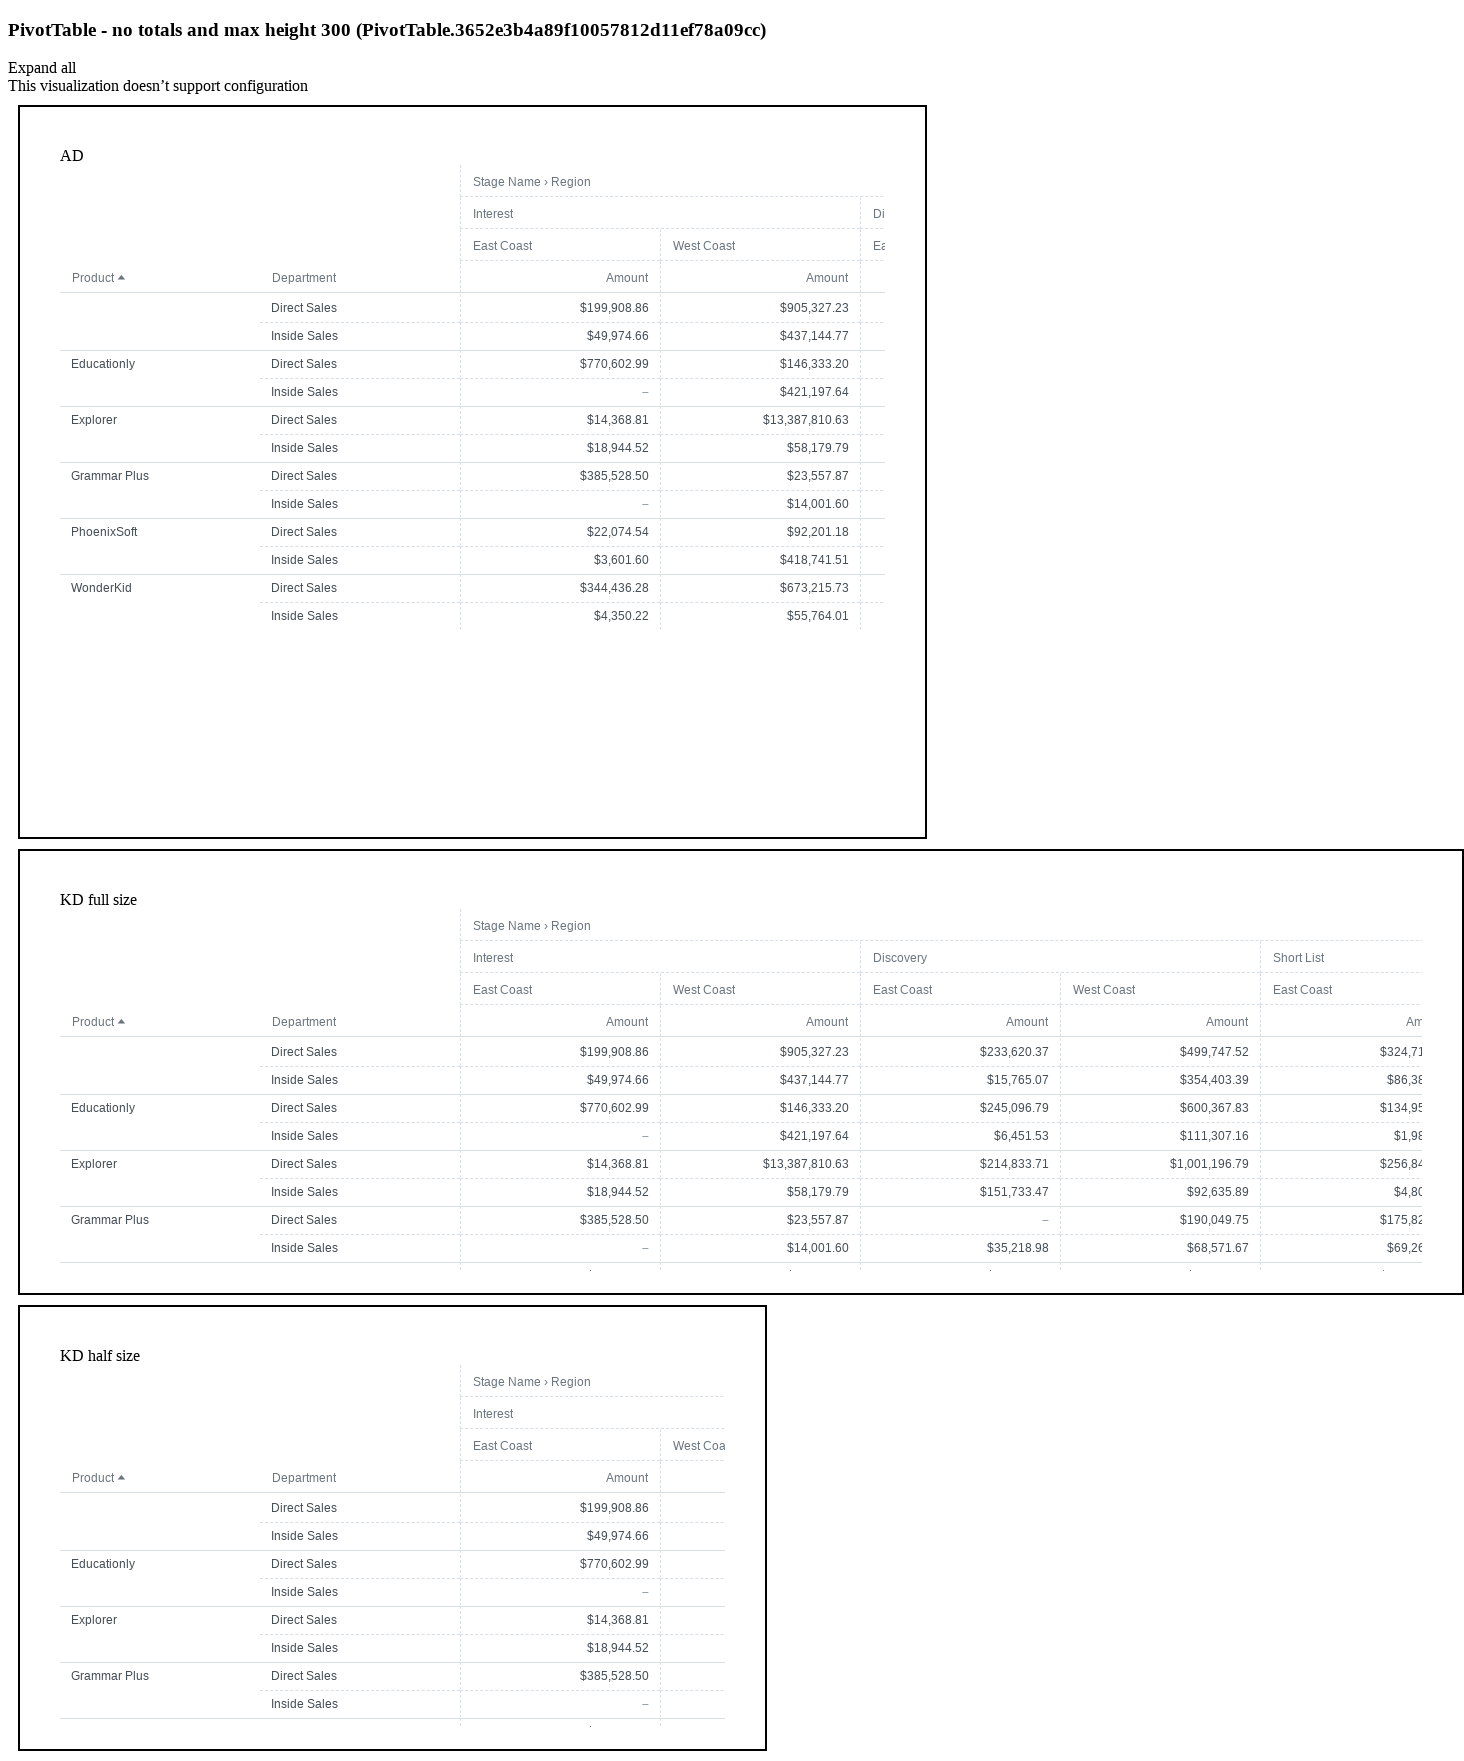 PivotTable - no totals and max height 300 (PivotTable.3652e3b4a89f10057812d11ef78a09cc)
Expand all
This visualization doesn’t support configuration
AD
Stage Name › Region
Interest Di
East Coast West Coast Ea
Product Department Amount Amount
Direct Sales $199,908.86 $905,327.23
Inside Sales $49,974.66 $437,144.77
Educationly Direct Sales $770,602.99 $146,333.20
Inside Sales – $421,197.64
Explorer Direct Sales $14,368.81 $13,387,810.63
Inside Sales $18,944.52 $58,179.79
Grammar Plus Direct Sales $385,528.50 $23,557.87
Inside Sales – $14,001.60
PhoenixSoft Direct Sales $22,074.54 $92,201.18
Inside Sales $3,601.60 $418,741.51
WonderKid Direct Sales $344,436.28 $673,215.73
Inside Sales $4,350.22 $55,764.01
KD full size
Stage Name › Region
Interest Discovery Short List
East Coast West Coast East Coast West Coast East Coast
Product Department Amount Amount Amount Amount Am
Direct Sales $199,908.86 $905,327.23 $233,620.37 $499,747.52 $324,71
Inside Sales $49,974.66 $437,144.77 $15,765.07 $354,403.39 $86,38
Educationly Direct Sales $770,602.99 $146,333.20 $245,096.79 $600,367.83 $134,95
Inside Sales – $421,197.64 $6,451.53 $111,307.16 $1,98
Explorer Direct Sales $14,368.81 $13,387,810.63 $214,833.71 $1,001,196.79 $256,84
Inside Sales $18,944.52 $58,179.79 $151,733.47 $92,635.89 $4,80
Grammar Plus Direct Sales $385,528.50 $23,557.87 – $190,049.75 $175,82
Inside Sales – $14,001.60 $35,218.98 $68,571.67 $69,26
KD half size
Stage Name › Region
Interest
East Coast West Coa
Product Department Amount
Direct Sales $199,908.86
Inside Sales $49,974.66
Educationly Direct Sales $770,602.99
Inside Sales –
Explorer Direct Sales $14,368.81
Inside Sales $18,944.52
Grammar Plus Direct Sales $385,528.50
Inside Sales –